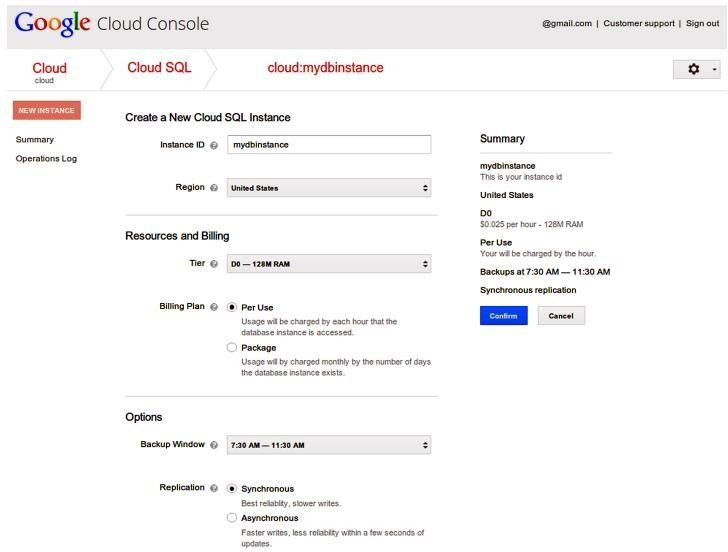 Google Cloud Console
@gmail.com | Customer support | Sign out
Cloud
cloud
Cloud SQL
cloud:mydbinstance
NEW INSTANCE
Summary
Operations Log
Create a New Cloud SQL Instance
Instance ID mydbinstance
Region United States
Resources and Billing
Tier D0 — 128M RAM
Billing Plan Per Use
Usage will be charged by each hour that the
database instance is accessed.
Package
Usage will by charged monthly by the number of days
the database instance exists.
Options
Backup Window 7:30 AM — 11:30 AM
Replication Synchronous
Best reliablity, slower writes.
Asynchronous
Faster writes, less reliability within a few seconds of
updates.
Summary
mydbinstance
This is your instance id
United States
D0
$0.025 per hour - 128M RAM
Per Use
Your will be charged by the hour.
Backups at 7:30 AM — 11:30 AM
Synchronous replication
Confirm Cancel